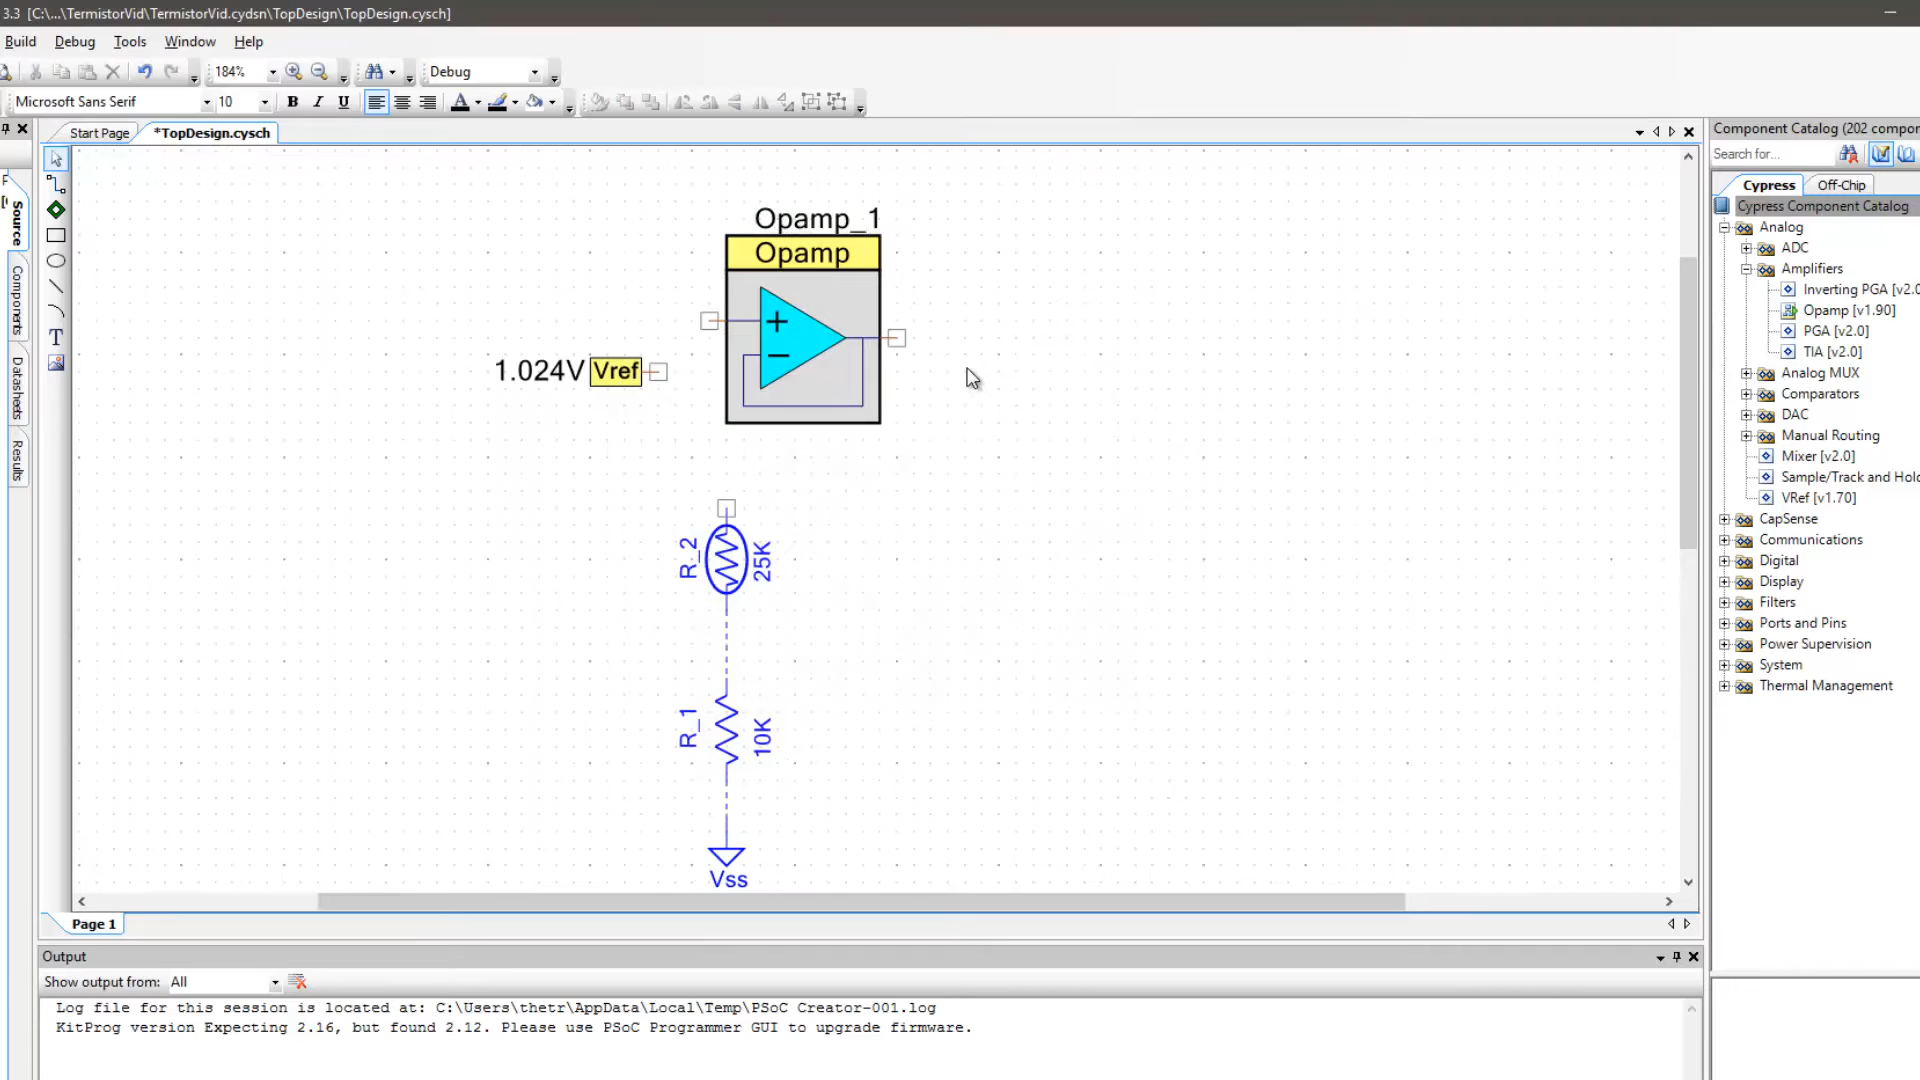 3.3 [C:\...\TermistorVid\TermistorVid.cydsn\TopDesign\TopDesign.cysch]
Build Debug Tools Window Help
184% Debug
Microsoft Sans Serif 10 B I U A
Start Page *TopDesign.cysch
Source
Components
Datasheets
Results
T
Opamp_1
Opamp
+
−
1.024V Vref
R_2 25K
R_1 10K
Vss
Page 1
Component Catalog (202 compor
Search for...
Cypress Off-Chip
Cypress Component Catalog
Analog
ADC
Amplifiers
Inverting PGA [v2.0
Opamp [v1.90]
PGA [v2.0]
TIA [v2.0]
Analog MUX
Comparators
DAC
Manual Routing
Mixer [v2.0]
Sample/Track and Hold
VRef [v1.70]
CapSense
Communications
Digital
Display
Filters
Ports and Pins
Power Supervision
System
Thermal Management
Output
Show output from: All
Log file for this session is located at: C:\Users\thetr\AppData\Local\Temp\PSoC Creator-001.log
KitProg version Expecting 2.16, but found 2.12. Please use PSoC Programmer GUI to upgrade firmware.